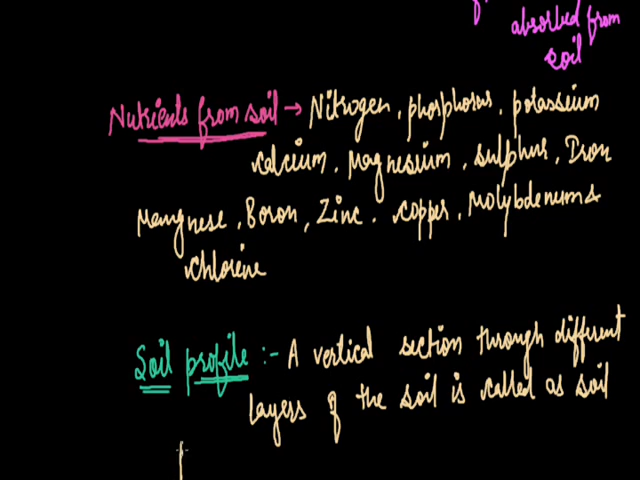 absorbed from
soil
Nutrients from soil → Nitrogen, phosphorus, potassium
calcium, Magnesium, sulphur, Iron
Mangnese, Boron, Zinc, copper, Molybdenum &
chlorine
Soil profile :- A vertical section through different
layers of the soil is called as soil